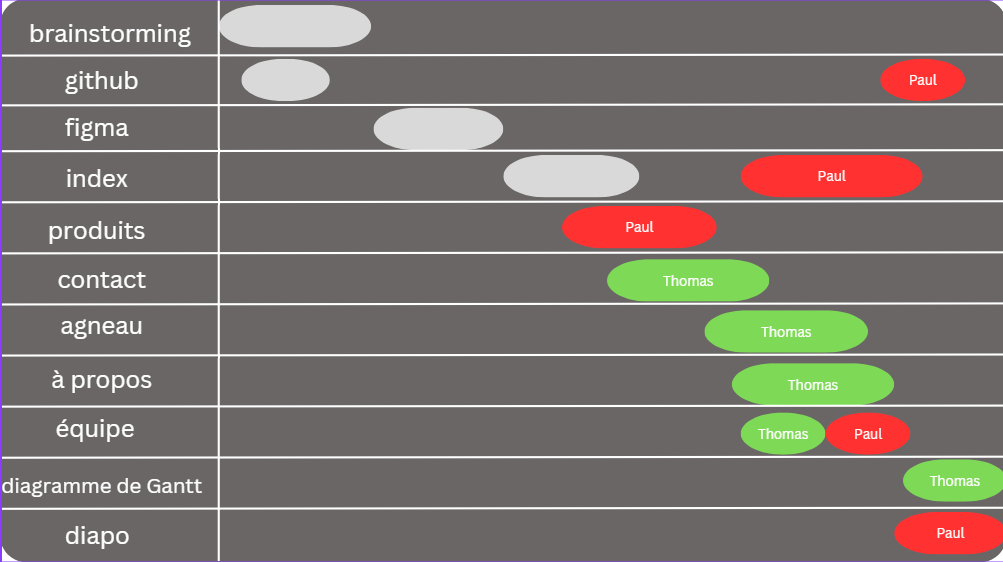 brainstorming
github
Paul
figma
index
Paul
produits
Paul
contact
Thomas
agneau
Thomas
à propos
Thomas
équipe
Thomas
Paul
diagramme de Gantt
Thomas
diapo
Paul